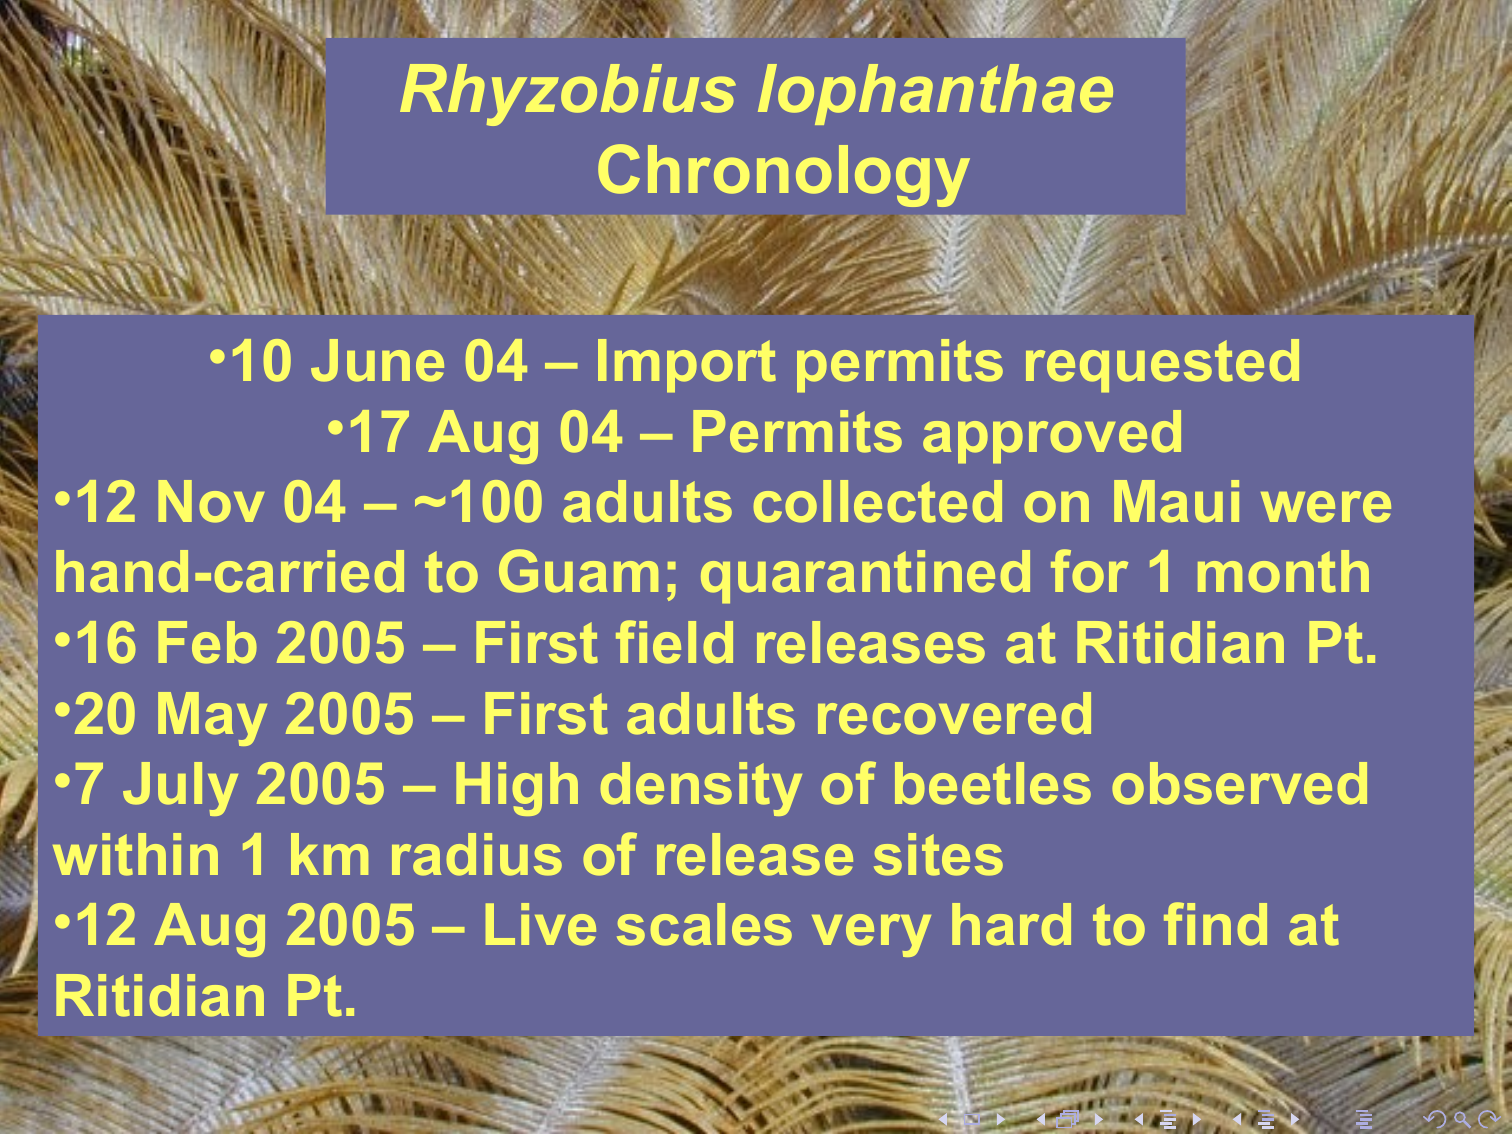 Rhyzobius lophanthae
Chronology
•10 June 04 – Import permits requested
•17 Aug 04 – Permits approved
•12 Nov 04 – ~100 adults collected on Maui were
hand-carried to Guam; quarantined for 1 month
•16 Feb 2005 – First field releases at Ritidian Pt.
•20 May 2005 – First adults recovered
•7 July 2005 – High density of beetles observed
within 1 km radius of release sites
•12 Aug 2005 – Live scales very hard to find at
Ritidian Pt.